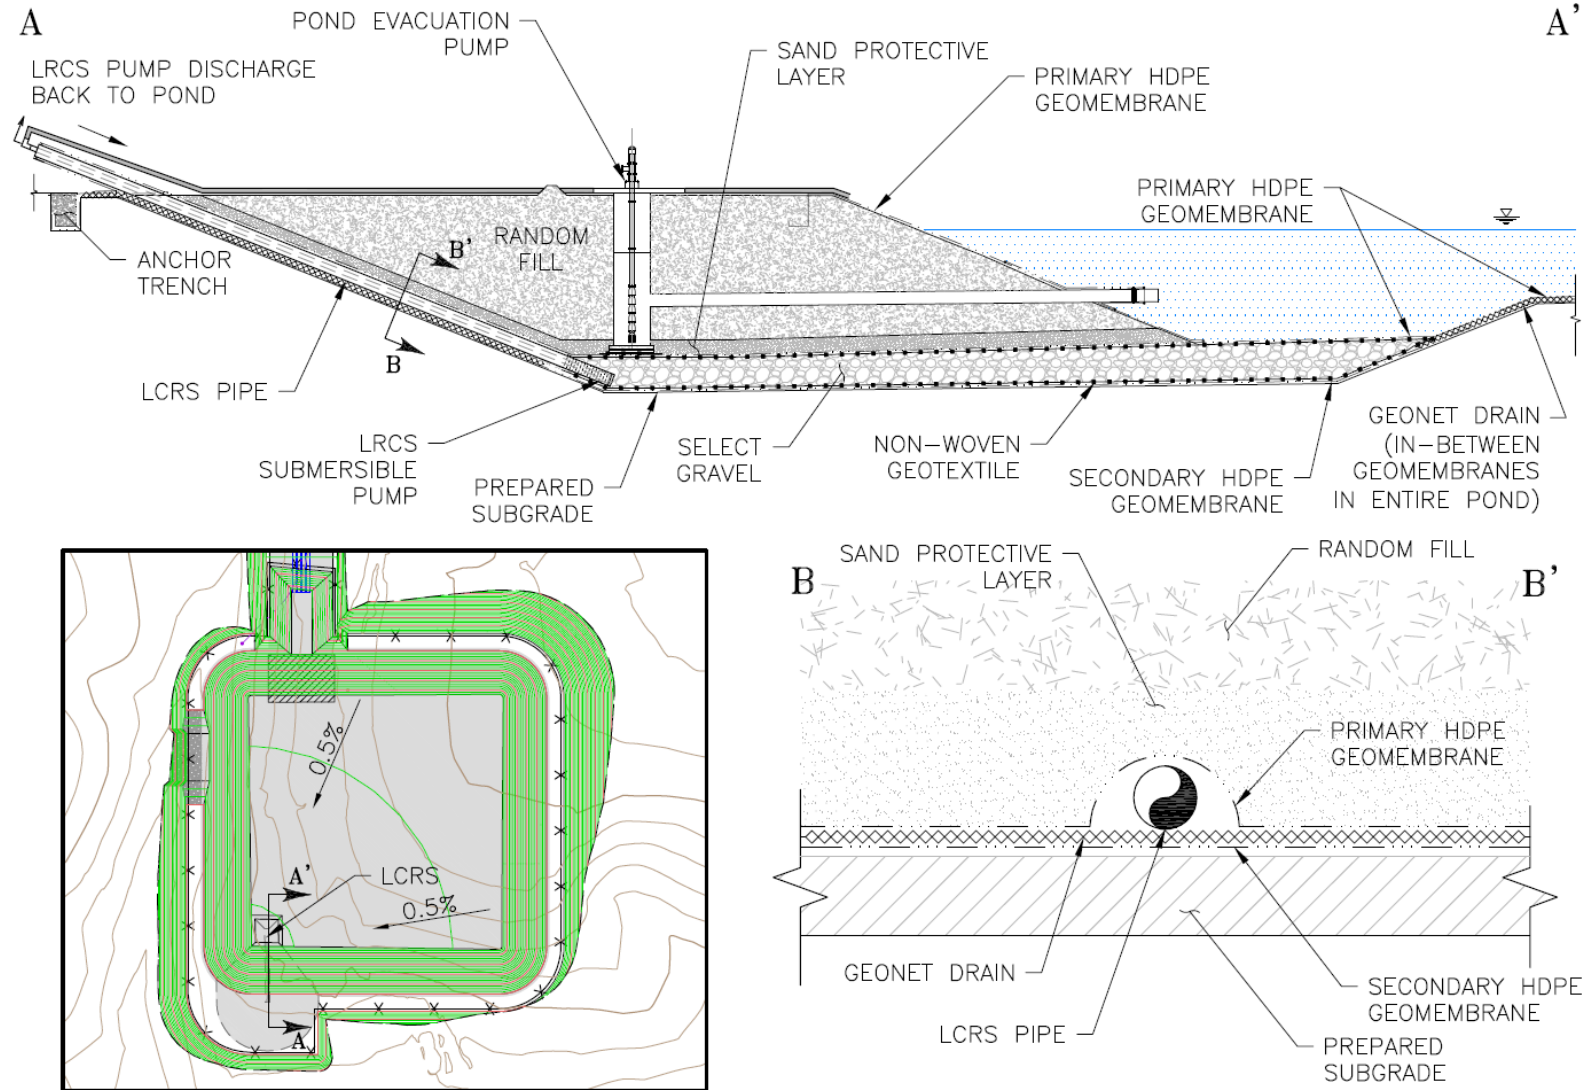 A
A'
POND EVACUATION
PUMP
LRCS PUMP DISCHARGE
BACK TO POND
SAND PROTECTIVE
LAYER
PRIMARY HDPE
GEOMEMBRANE
PRIMARY HDPE
GEOMEMBRANE
RANDOM
FILL
B'
ANCHOR
TRENCH
B
LCRS PIPE
LRCS
SUBMERSIBLE
PUMP
PREPARED
SUBGRADE
SELECT
GRAVEL
NON-WOVEN
GEOTEXTILE
SECONDARY HDPE
GEOMEMBRANE
GEONET DRAIN
(IN-BETWEEN
GEOMEMBRANES
IN ENTIRE POND)
0.5%
A'
LCRS
0.5%
A
SAND PROTECTIVE
LAYER
RANDOM FILL
B
B'
PRIMARY HDPE
GEOMEMBRANE
GEONET DRAIN
LCRS PIPE
SECONDARY HDPE
GEOMEMBRANE
PREPARED
SUBGRADE